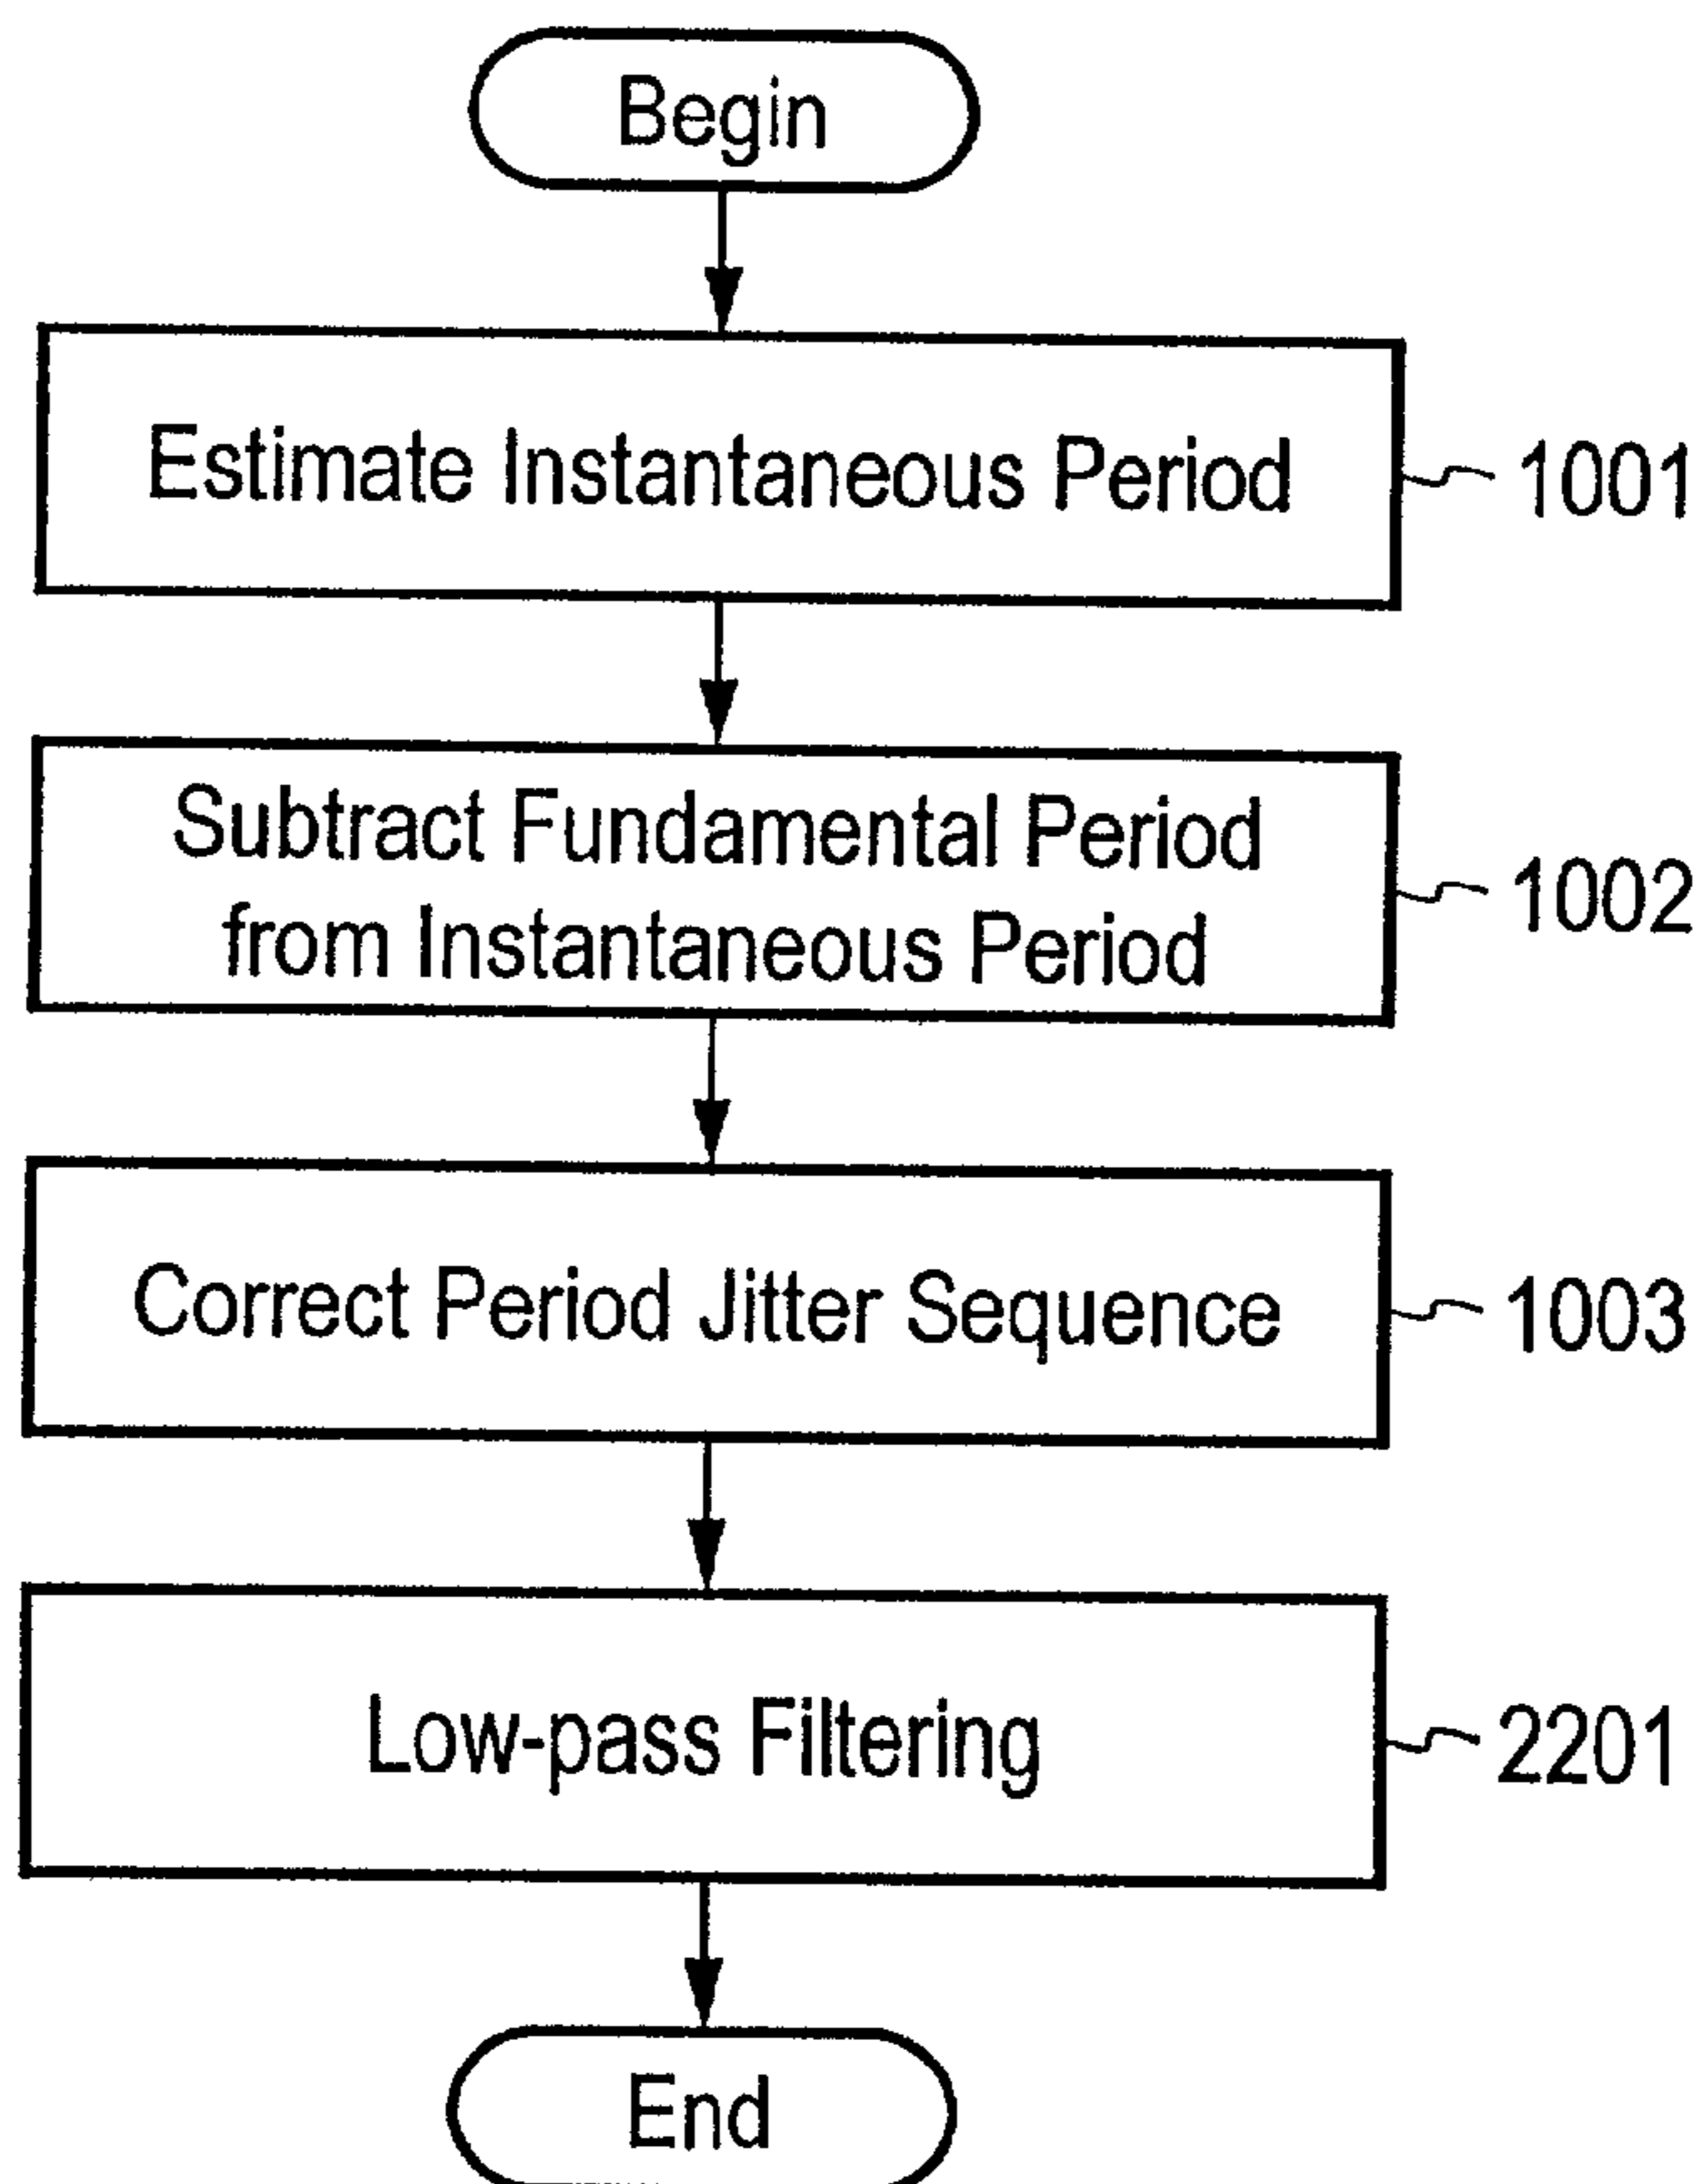 Begin
Estimate Instantaneous Period
1001
Subtract Fundamental Period
from Instantaneous Period
1002
Correct Period Jitter Sequence
1003
Low-pass Filtering
2201
End